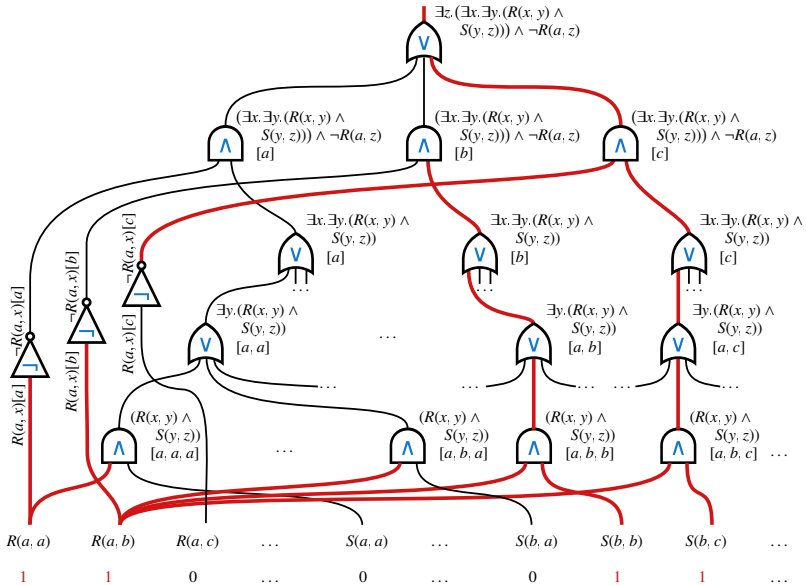 ∃z.(∃x.∃y.(R(x, y) ∧
S(y, z))) ∧ ¬R(a, z)
∨
(∃x.∃y.(R(x, y) ∧
S(y, z))) ∧ ¬R(a, z)
[a]
∧
(∃x.∃y.(R(x, y) ∧
S(y, z))) ∧ ¬R(a, z)
[b]
∧
(∃x.∃y.(R(x, y) ∧
S(y, z))) ∧ ¬R(a, z)
[c]
∧
¬R(a, x)[a]
¬R(a, x)[b]
¬R(a, x)[c]
∃x.∃y.(R(x, y) ∧
S(y, z))
[a]
∨
...
∃x.∃y.(R(x, y) ∧
S(y, z))
[b]
∨
...
∃x.∃y.(R(x, y) ∧
S(y, z))
[c]
∨
...
¬
¬
¬
R(a, x)[a]
R(a, x)[b]
R(a, x)[c]
∃y.(R(x, y) ∧
S(y, z))
[a, a]
∨
...
...
∃y.(R(x, y) ∧
S(y, z))
[a, b]
∨
...
...
∃y.(R(x, y) ∧
S(y, z))
[a, c]
∨
...
...
(R(x, y) ∧
S(y, z))
[a, a, a]
∧
...
(R(x, y) ∧
S(y, z))
[a, b, a]
∧
(R(x, y) ∧
S(y, z))
[a, b, b]
∧
(R(x, y) ∧
S(y, z))
[a, b, c]
∧
...
R(a, a) R(a, b) R(a, c) ... S(a, a) ... S(b, a) S(b, b) S(b, c) ...
1 1 0 ... 0 ... 0 1 1 ...